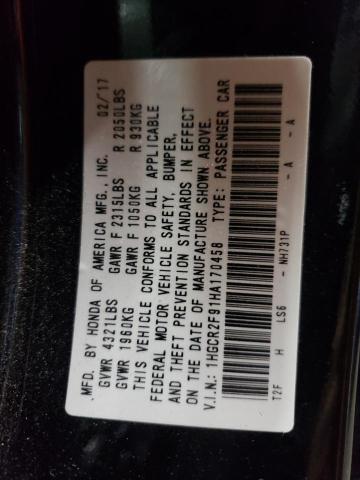 MFD. BY HONDA OF AMERICA MFG., INC. 02/17
GVWR 4321LBS GAWR F 2315LBS R 2050LBS
GVWR 1960KG GAWR F 1050KG R 930KG
THIS VEHICLE CONFORMS TO ALL APPLICABLE
FEDERAL MOTOR VEHICLE SAFETY, BUMPER,
AND THEFT PREVENTION STANDARDS IN EFFECT
ON THE DATE OF MANUFACTURE SHOWN ABOVE.
V.I.N.: 1HGCR2F91HA170458 TYPE: PASSENGER CAR
T2F H LS6 - NH731P - A - A